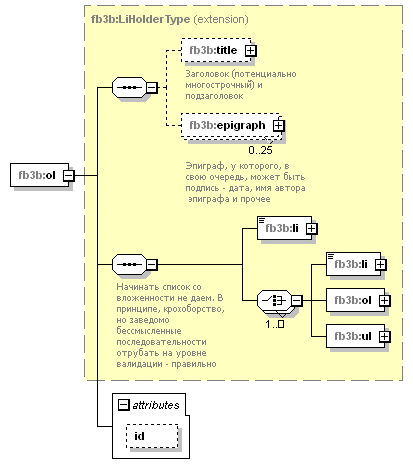 fb3b:LiHolderType (extension)
fb3b:title
Заголовок (потенциально
многострочный) и
подзаголовок
fb3b:epigraph
0..25
Эпиграф, у которого, в
свою очередь, может быть
подпись - дата, имя автора
эпиграфа и прочее
fb3b:ol
fb3b:li
Начинать список со
вложенности не даем. В
принципе, крохоборство,
но заведомо
бессмысленные
последовательности
отрубать на уровне
валидации - правильно
1..
fb3b:li
fb3b:ol
fb3b:ul
attributes
id